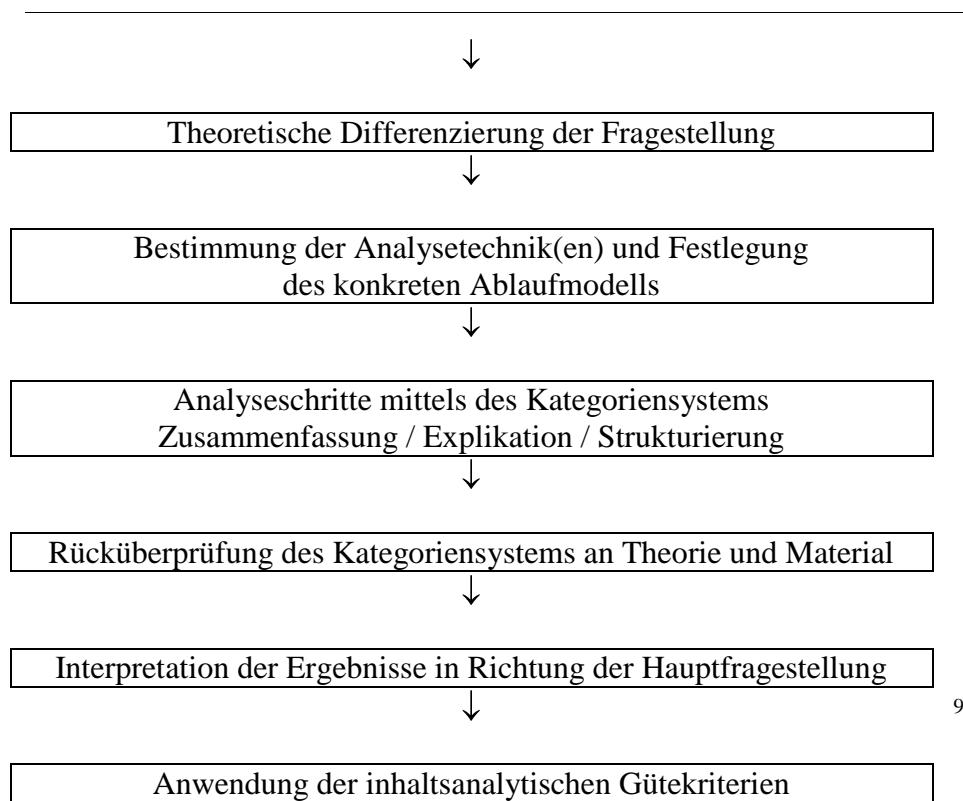 Theoretische Differenzierung der Fragestellung
Bestimmung der Analysetechnik(en) und Festlegung
des konkreten Ablaufmodells
Analyseschritte mittels des Kategoriensystems
Zusammenfassung / Explikation / Strukturierung
Rücküberprüfung des Kategoriensystems an Theorie und Material
Interpretation der Ergebnisse in Richtung der Hauptfragestellung
9
Anwendung der inhaltsanalytischen Gütekriterien